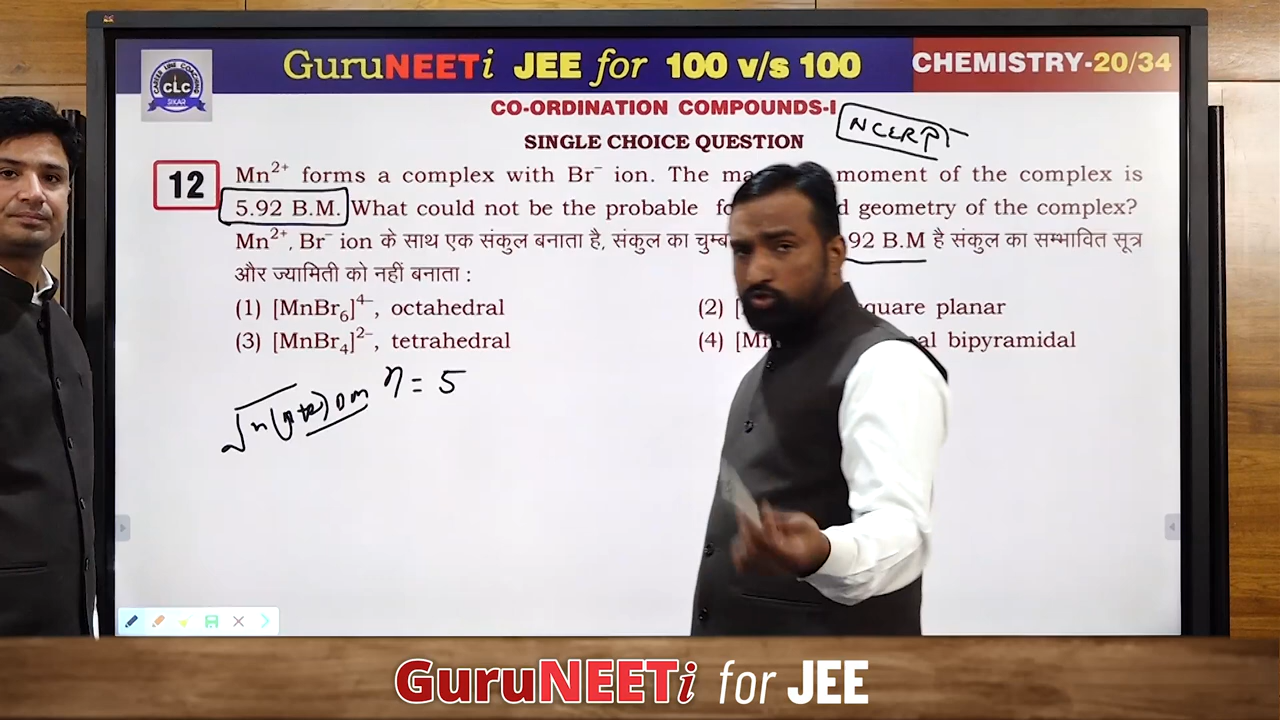 GuruNEETi JEE for 100 v/s 100
CHEMISTRY-20/34
CLC
SIKAR
CO-ORDINATION COMPOUNDS-I
NCERT
SINGLE CHOICE QUESTION
12
Mn²⁺ forms a complex with Br⁻ ion. The moment of the complex is
5.92 B.M. What could not be the probable geometry of the complex?
Mn²⁺, Br⁻ ion के साथ एक संकुल बनाता है, संकुल का 92 B.M है संकुल का सम्भावित सूत्र
और ज्यामिती को नहीं बनाता :
(1) [MnBr₆]⁴⁻, octahedral
(2) [ quare planar
(3) [MnBr₄]²⁻, tetrahedral
(4) [Mn al bipyramidal
η = 5
GuruNEETi for JEE